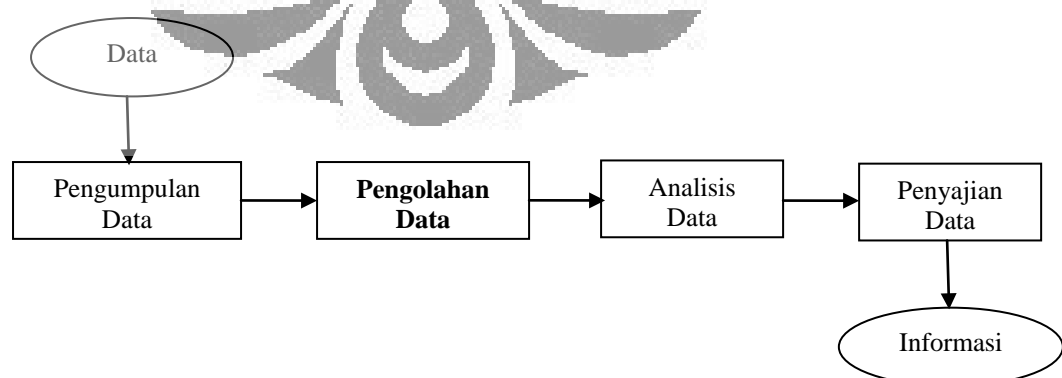 Data
Pengumpulan
Data
Pengolahan
Data
Analisis
Data
Penyajian
Data
Informasi